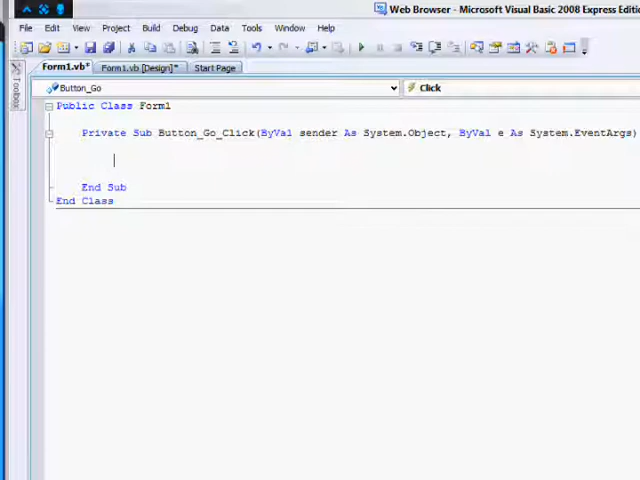 Web Browser - Microsoft Visual Basic 2008 Express Editi
File Edit View Project Build Debug Data Tools Window Help
Form1.vb* Form1.vb [Design]* Start Page
Toolbox
Button_Go Click
Public Class Form1
Private Sub Button_Go_Click(ByVal sender As System.Object, ByVal e As System.EventArgs)
End Sub
End Class